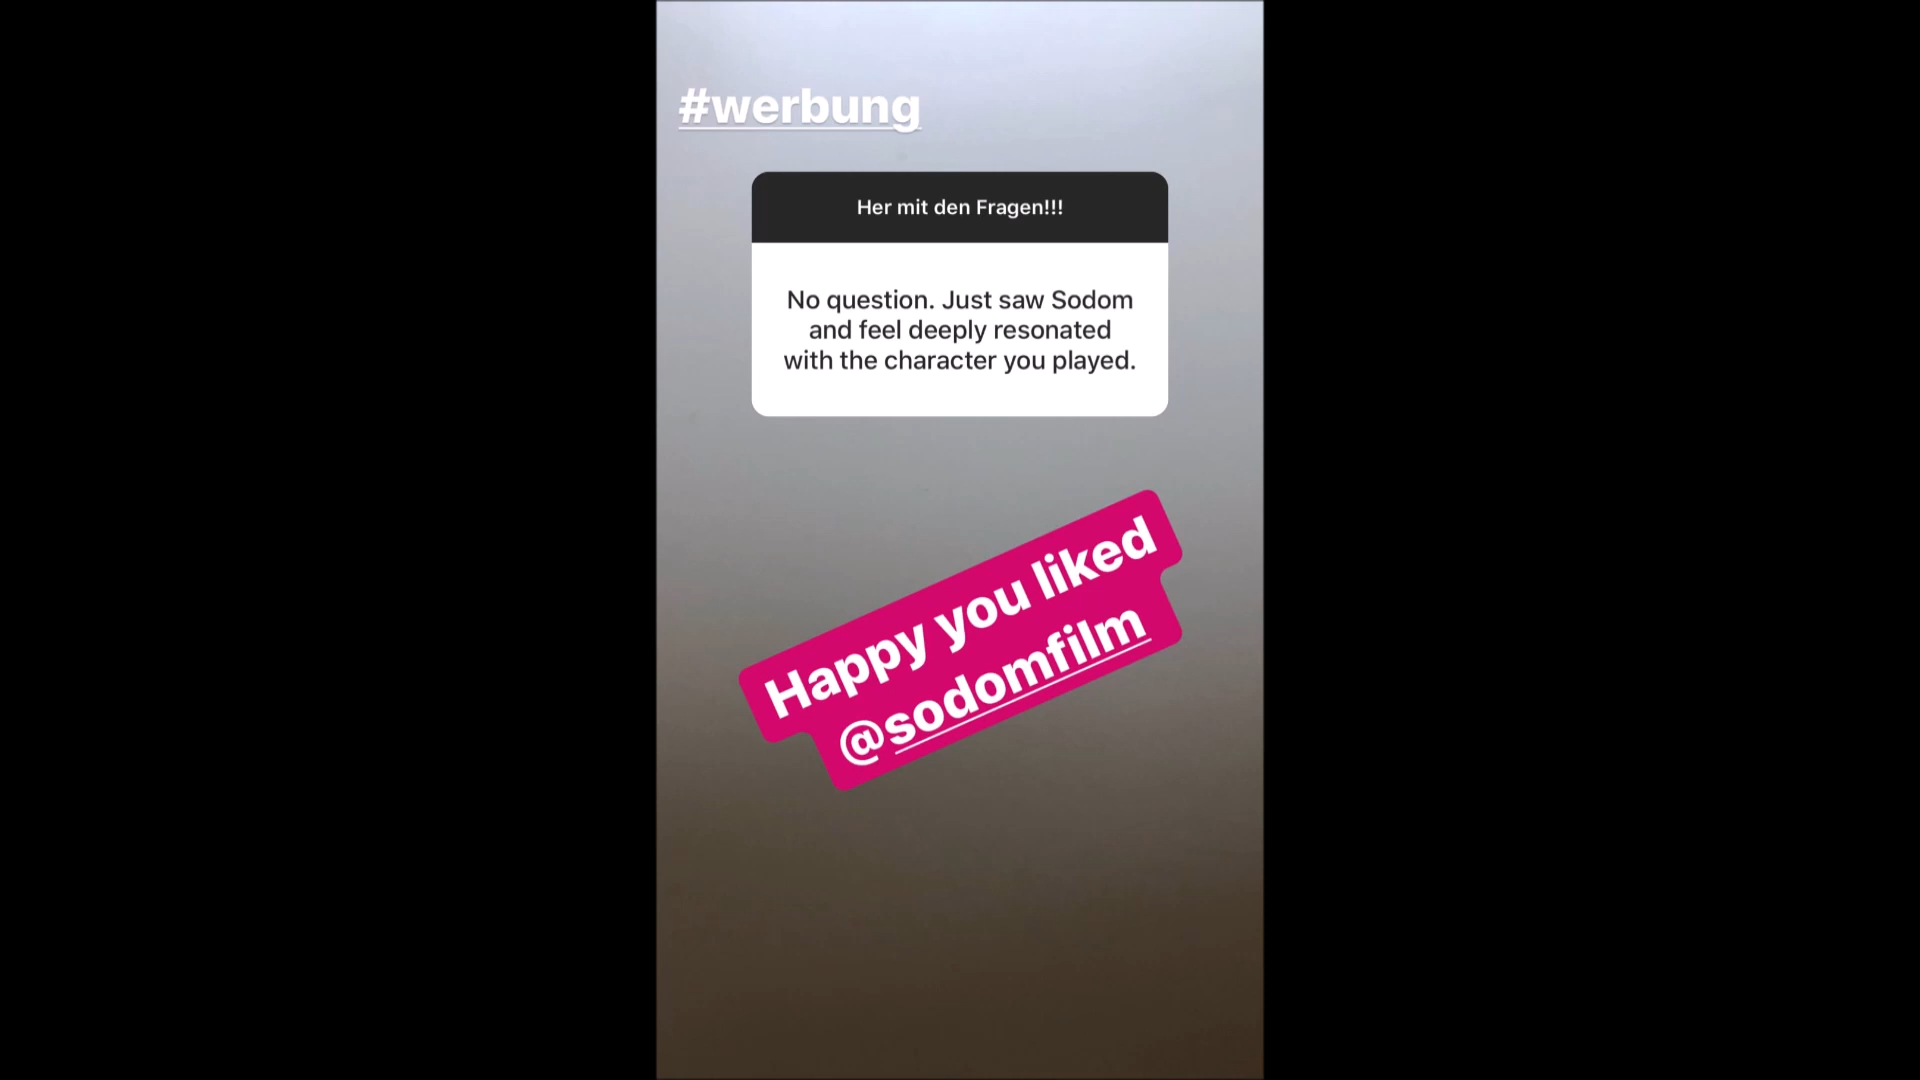 #werbung
Her mit den Fragen!!!
No question. Just saw Sodom
and feel deeply resonated
with the character you played.
Happy you liked
@sodomfilm